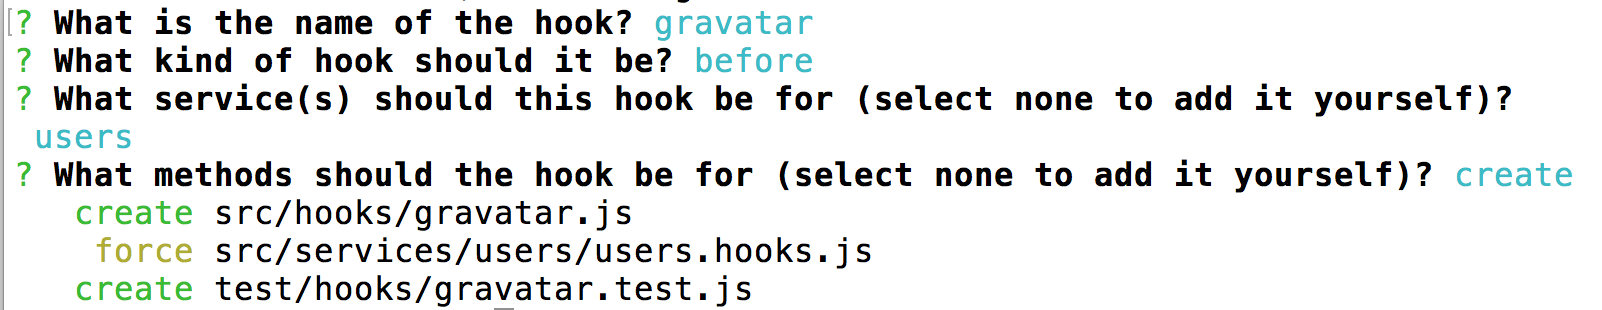 ? What is the name of the hook? gravatar
? What kind of hook should it be? before
? What service(s) should this hook be for (select none to add it yourself)?
users
? What methods should the hook be for (select none to add it yourself)? create
create src/hooks/gravatar.js
force src/services/users/users.hooks.js
create test/hooks/gravatar.test.js